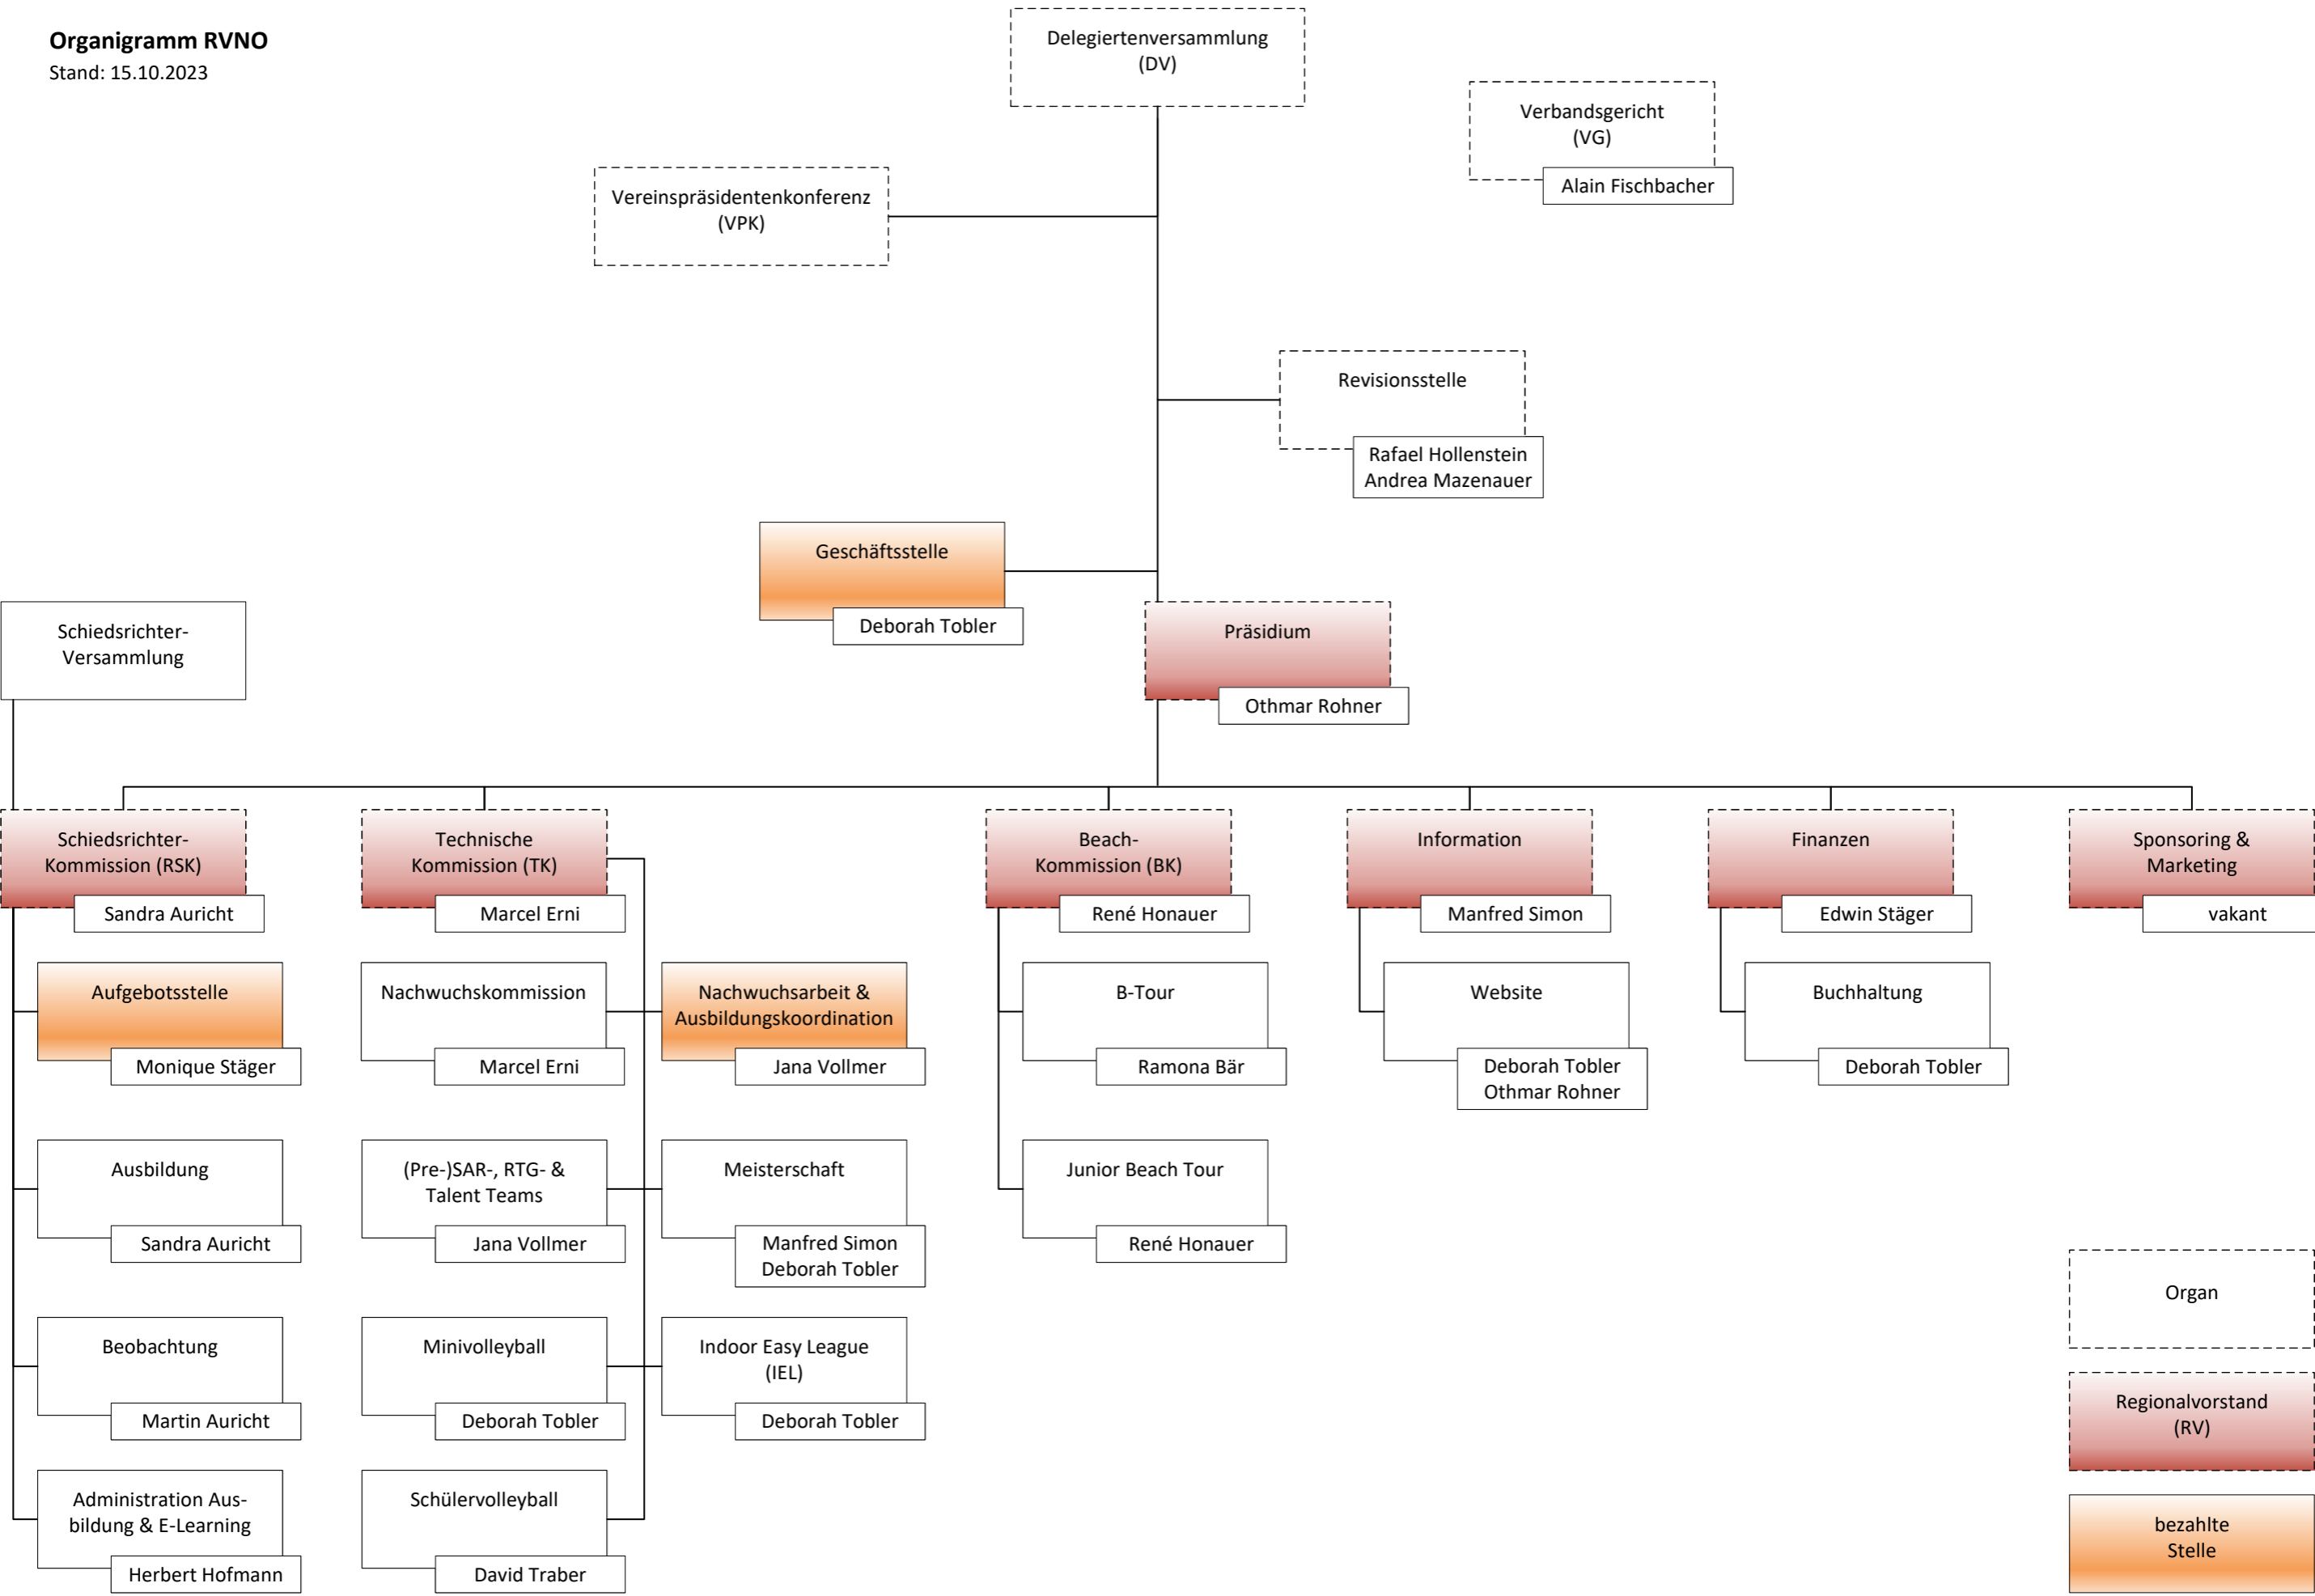 Organigramm RVNO
Stand: 15.10.2023
Delegiertenversammlung
(DV)
Verbandsgericht
(VG)
Alain Fischbacher
Vereinspräsidentenkonferenz
(VPK)
Revisionsstelle
Rafael Hollenstein
Andrea Mazenauer
Geschäftsstelle
Deborah Tobler
Schiedsrichter-
Versammlung
Präsidium
Othmar Rohner
Schiedsrichter-
Kommission (RSK)
Sandra Auricht
Technische
Kommission (TK)
Marcel Erni
Beach-
Kommission (BK)
René Honauer
Information
Manfred Simon
Finanzen
Edwin Stäger
Sponsoring &
Marketing
vakant
Aufgebotsstelle
Monique Stäger
Nachwuchskommission
Marcel Erni
Nachwuchsarbeit &
Ausbildungskoordination
Jana Vollmer
B-Tour
Ramona Bär
Website
Deborah Tobler
Othmar Rohner
Buchhaltung
Deborah Tobler
Ausbildung
Sandra Auricht
(Pre-)SAR-, RTG- &
Talent Teams
Jana Vollmer
Meisterschaft
Manfred Simon
Deborah Tobler
Junior Beach Tour
René Honauer
Beobachtung
Martin Auricht
Minivolleyball
Deborah Tobler
Indoor Easy League
(IEL)
Deborah Tobler
Administration Aus-
bildung & E-Learning
Herbert Hofmann
Schülervolleyball
David Traber
Organ
Regionalvorstand
(RV)
bezahlte
Stelle